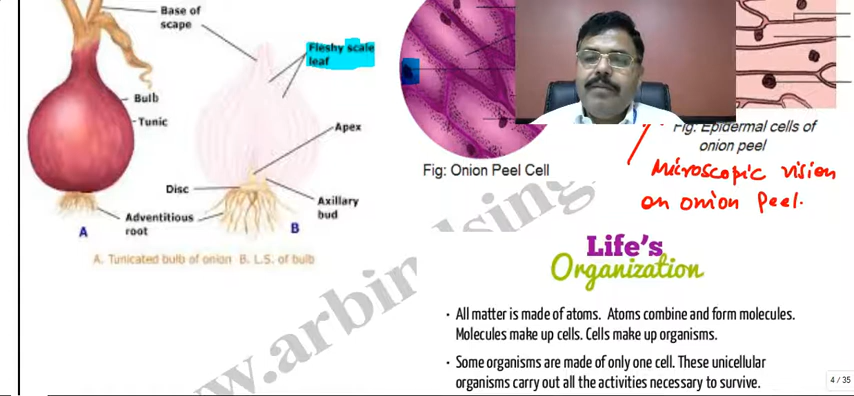 Base of
scape
Fleshy scale
leaf
Bulb
Tunic
Apex
Disc
Axillary
bud
Adventitious
root
A
B
A. Tunicated bulb of onion B. L.S. of bulb
Fig: Onion Peel Cell
Fig: Epidermal cells of
onion peel
Microscopic vision
on onion Peel.
Life's
Organization
• All matter is made of atoms. Atoms combine and form molecules.
Molecules make up cells. Cells make up organisms.
• Some organisms are made of only one cell. These unicellular
organisms carry out all the activities necessary to survive.
4 / 35